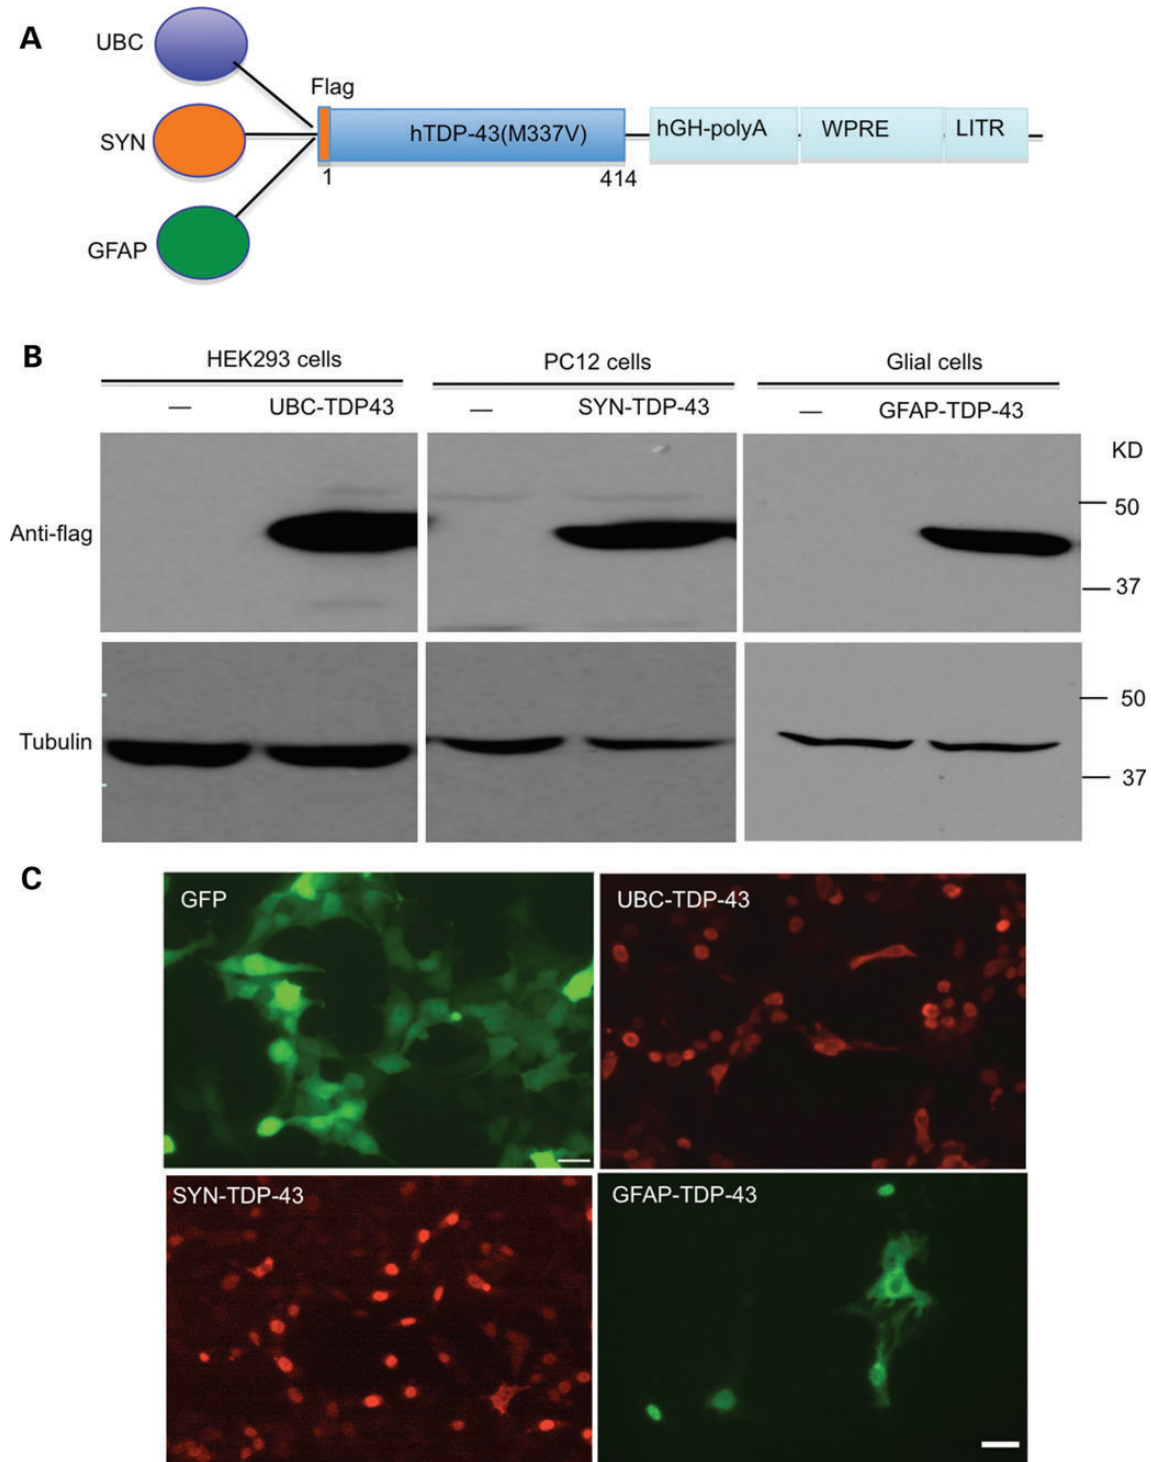 A
UBC
SYN
GFAP
Flag
hTDP-43(M337V)
hGH-polyA
WPRE
LITR
1
414
B
HEK293 cells
PC12 cells
Glial cells
— UBC-TDP43
— SYN-TDP-43
— GFAP-TDP-43
KD
Anti-flag
50
37
Tubulin
50
37
C
GFP
UBC-TDP-43
SYN-TDP-43
GFAP-TDP-43